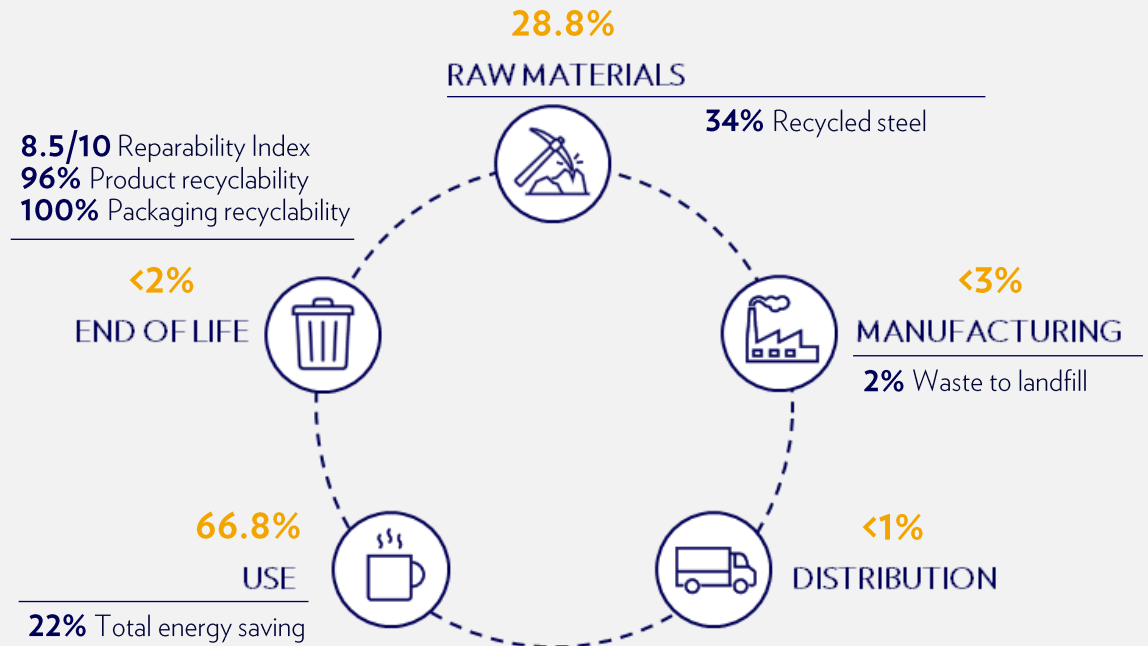 28.8%
RAW MATERIALS
34% Recycled steel
8.5/10 Reparability Index
96% Product recyclability
100% Packaging recyclability
<2%
END OF LIFE
<3%
MANUFACTURING
2% Waste to landfill
66.8%
USE
22% Total energy saving
<1%
DISTRIBUTION